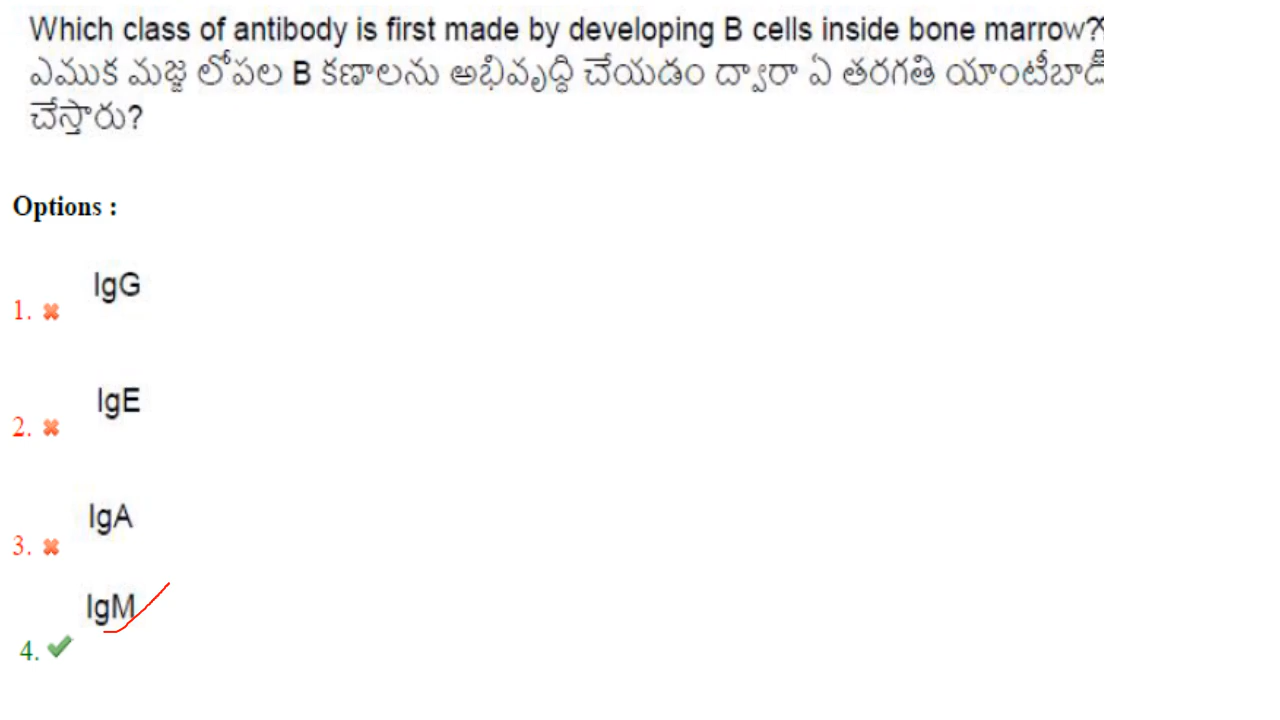 Which class of antibody is first made by developing B cells inside bone marrow?
ఎముక మజ్జ లోపల B కణాలను అభివృద్ధి చేయడం ద్వారా ఏ తరగతి యాంటీబాడీ
చేస్తారు?
Options :
IgG
1.
IgE
2.
IgA
3.
IgM
4.